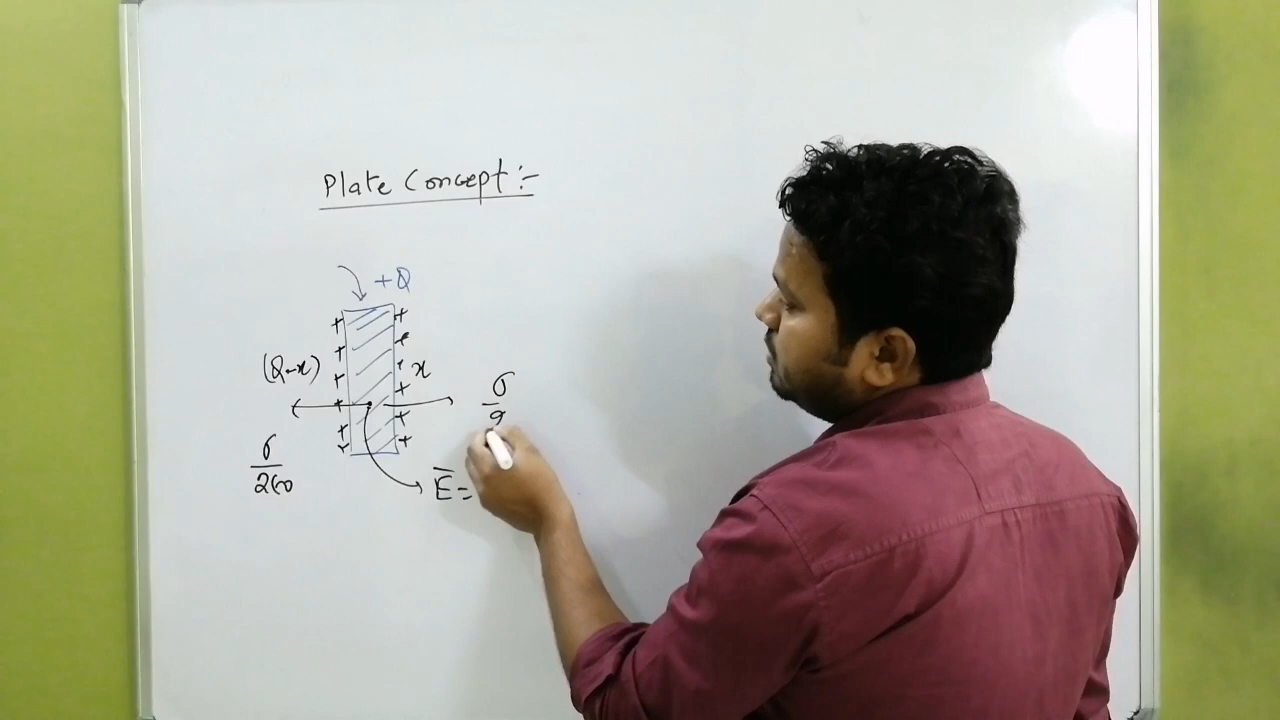 Plate Concept :-
+Q
(Q-x)
x
σ
σ
2ε0
E =